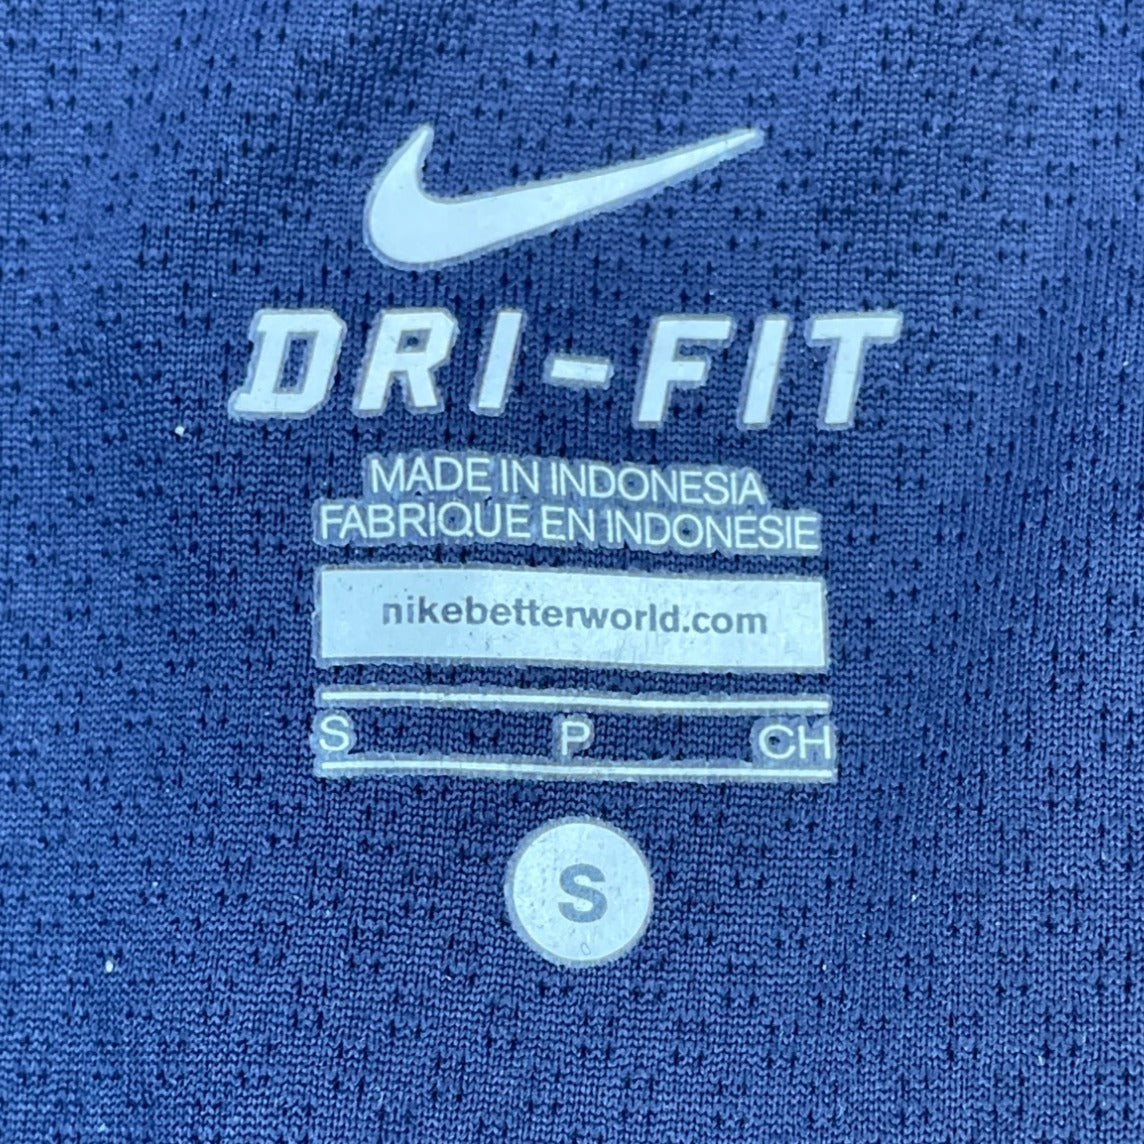 DRI-FIT
MADE IN INDONESIA
FABRIQUE EN INDONESIE
nikebetterworld.com
S P CH
S